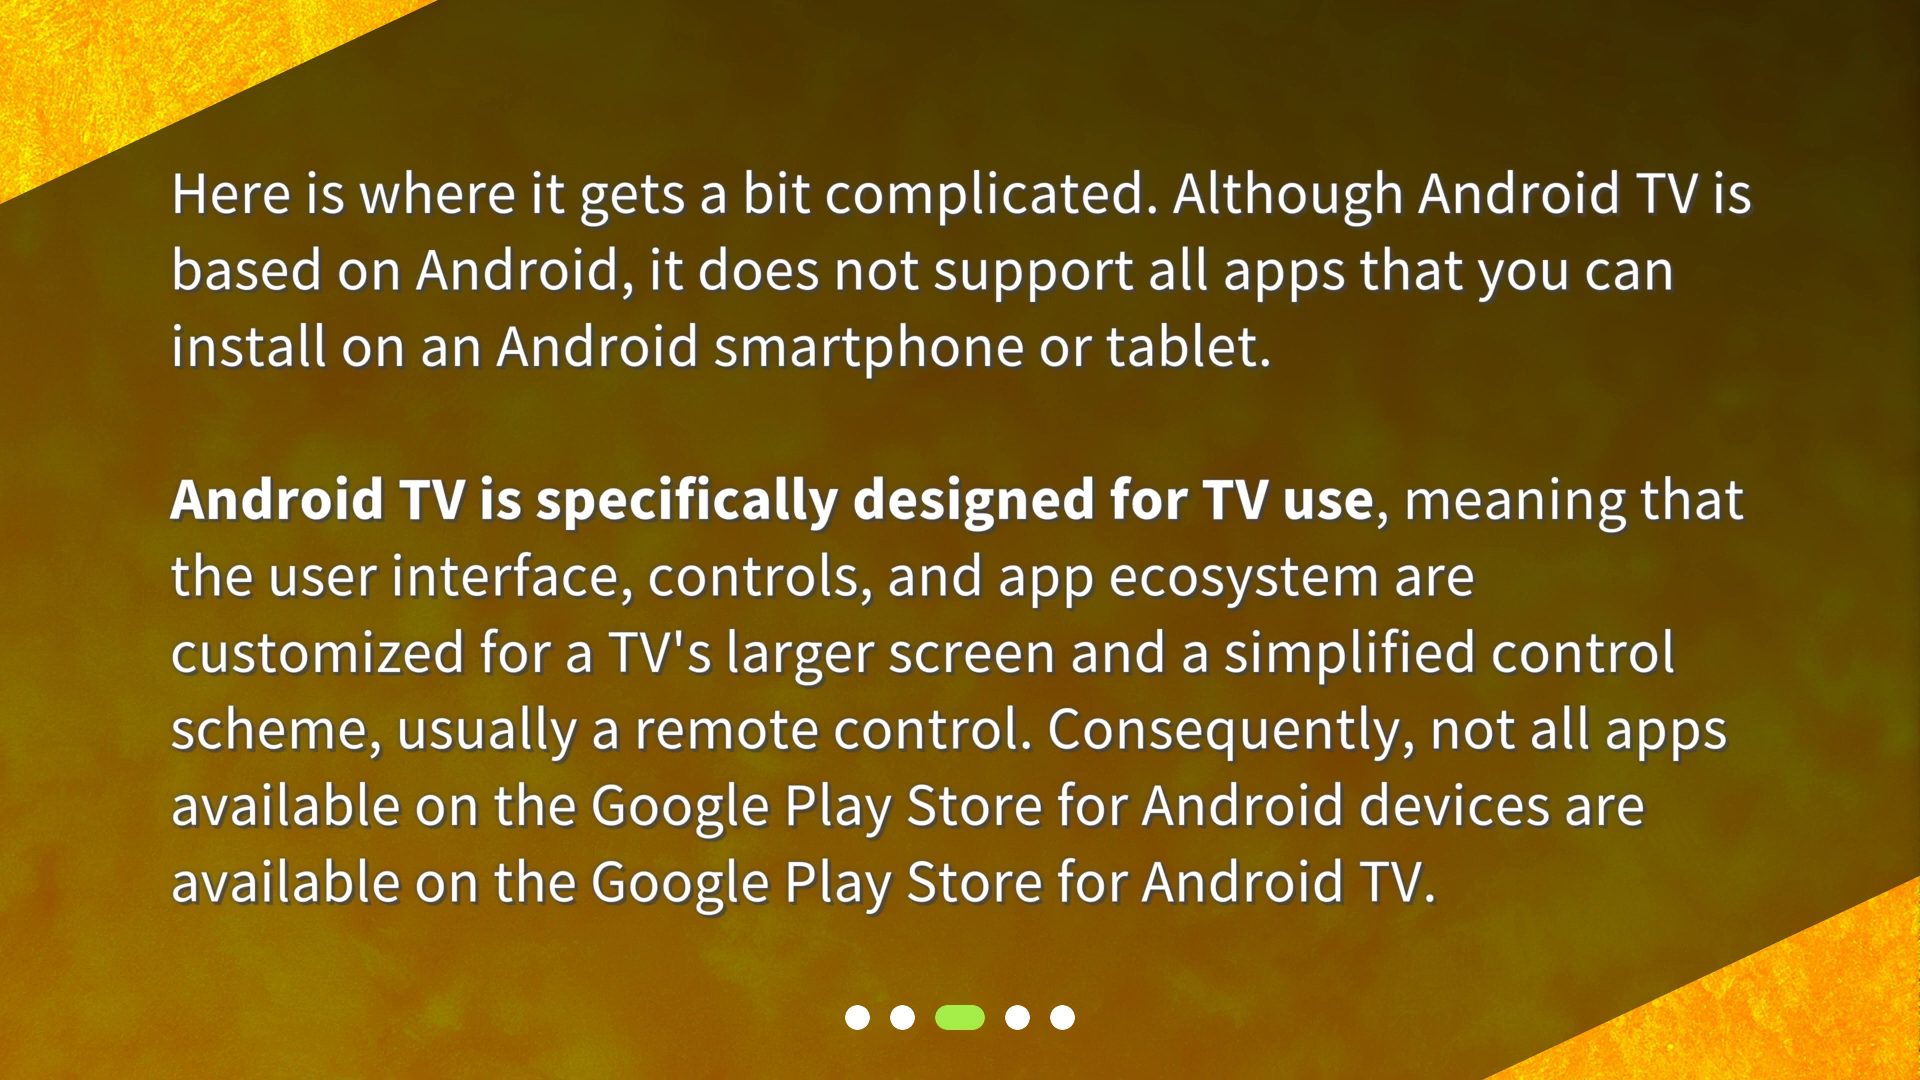 Here is where it gets a bit complicated. Although Android TV is
based on Android, it does not support all apps that you can
install on an Android smartphone or tablet.
Android TV is specifically designed for TV use, meaning that
the user interface, controls, and app ecosystem are
customized for a TV's larger screen and a simplified control
scheme, usually a remote control. Consequently, not all apps
available on the Google Play Store for Android devices are
available on the Google Play Store for Android TV.